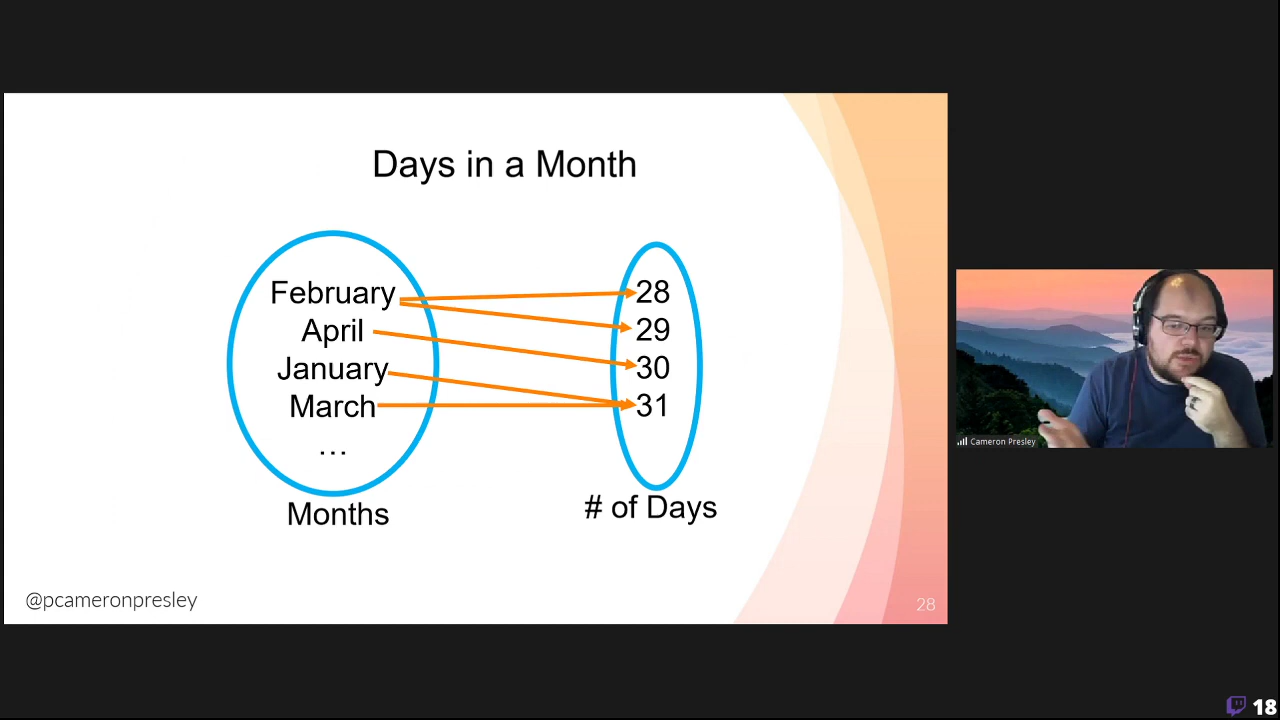 Days in a Month
February
April
January
March
...
Months
28
29
30
31
# of Days
@pcameronpresley
28
Cameron Presley
18